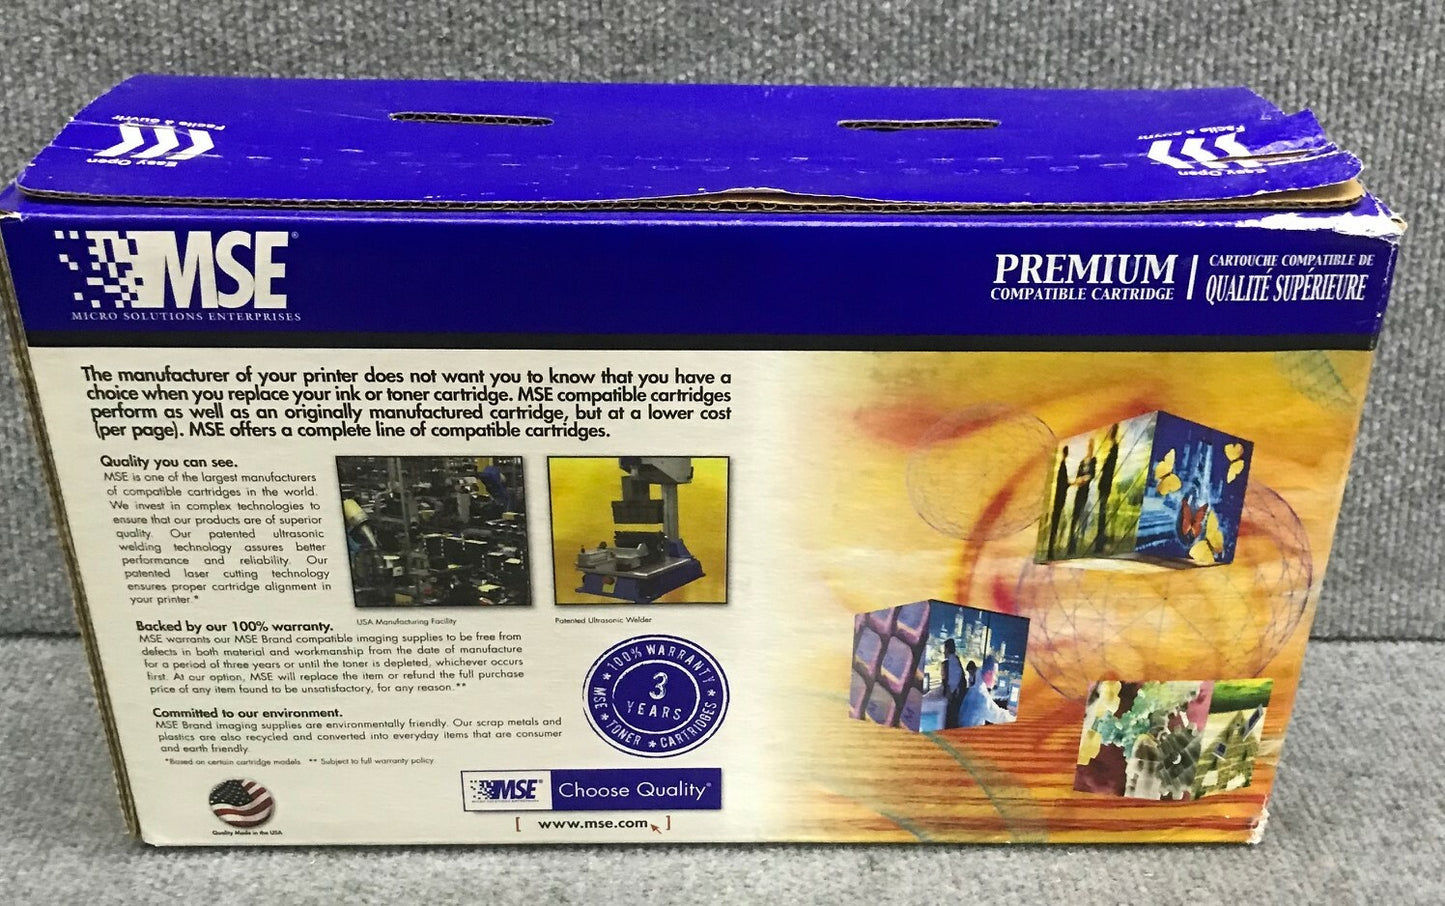 Easy Open
Facile à ouvrir
Easy Open
Facile à ouvrir
MSE®
MICRO SOLUTIONS ENTERPRISES
PREMIUM
COMPATIBLE CARTRIDGE
CARTOUCHE COMPATIBLE DE
QUALITÉ SUPÉRIEURE
The manufacturer of your printer does not want you to know that you have a
choice when you replace your ink or toner cartridge. MSE compatible cartridges
perform as well as an originally manufactured cartridge, but at a lower cost
(per page). MSE offers a complete line of compatible cartridges.
Quality you can see.
MSE is one of the largest manufacturers
of compatible cartridges in the world.
We invest in complex technologies to
ensure that our products are of superior
quality. Our patented ultrasonic
welding technology assures better
performance and reliability. Our
patented laser cutting technology
ensures proper cartridge alignment in
your printer.*
USA Manufacturing Facility
Patented Ultrasonic Welder
Backed by our 100% warranty.
MSE warrants our MSE Brand compatible imaging supplies to be free from
defects in both material and workmanship from the date of manufacture
for a period of three years or until the toner is depleted, whichever occurs
first. At our option, MSE will replace the item or refund the full purchase
price of any item found to be unsatisfactory, for any reason.**
100% WARRANTY
3
YEARS
MSE ★ TONER ★ CARTRIDGES
Committed to our environment.
MSE Brand imaging supplies are environmentally friendly. Our scrap metals and
plastics are also recycled and converted into everyday items that are consumer
and earth friendly.
*Based on certain cartridge models. ** Subject to full warranty policy.
Quality Made in the USA
MSE®
MICRO SOLUTIONS ENTERPRISES
Choose Quality®
[ www.mse.com ]